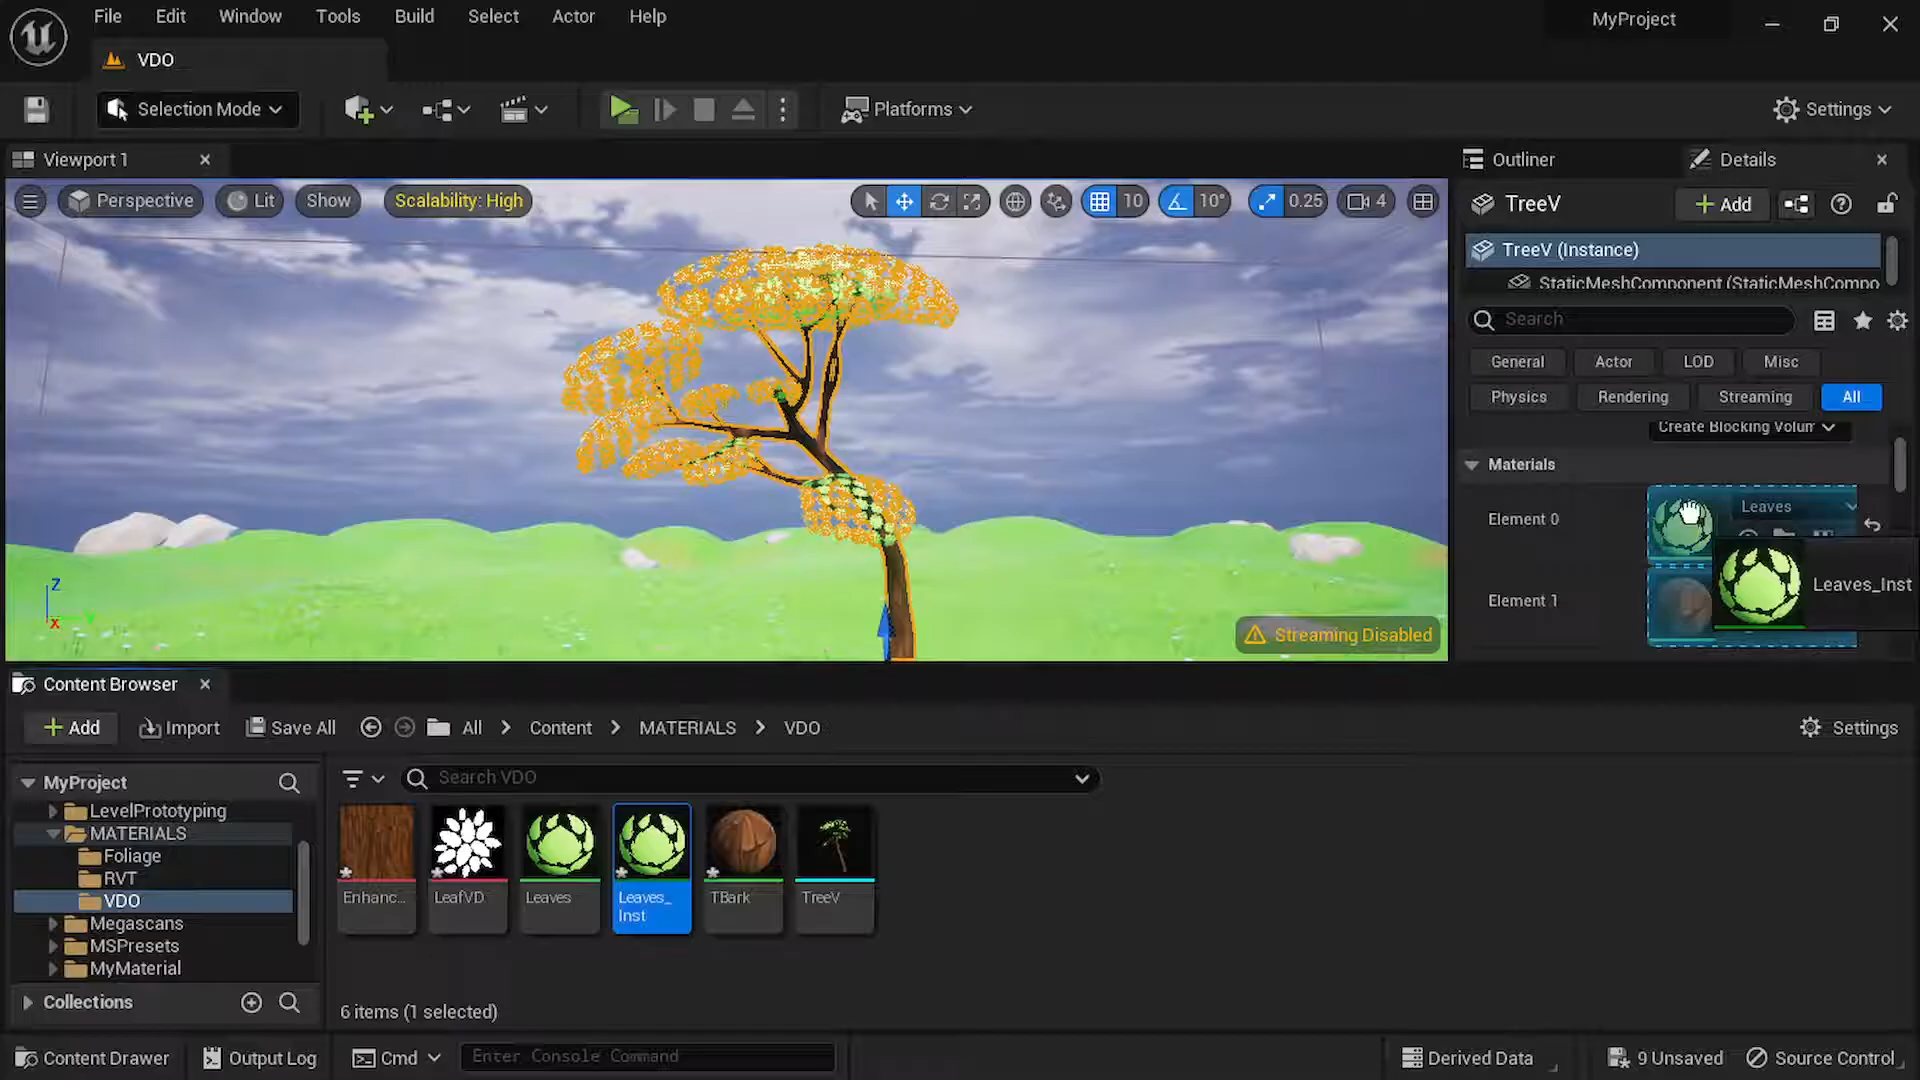 File Edit Window Tools Build Select Actor Help
MyProject
VDO
Selection Mode
Platforms
Settings
Viewport 1
Outliner
Details
Perspective
Lit
Show
Scalability: High
10
10°
0.25
4
TreeV
Add
TreeV (Instance)
StaticMeshComponent (StaticMeshCompo
Search
General
Actor
LOD
Misc
Physics
Rendering
Streaming
All
Create Blocking Volum
Materials
Element 0
Leaves
Leaves_Inst
Element 1
Z
X
Y
Streaming Disabled
Content Browser
Add
Import
Save All
All
Content
MATERIALS
VDO
Settings
MyProject
Search VDO
LevelPrototyping
MATERIALS
Foliage
RVT
VDO
Megascans
MSPresets
MyMaterial
Enhanc...
LeafVD
Leaves
Leaves_
Inst
TBark
TreeV
Collections
6 items (1 selected)
Content Drawer
Output Log
Cmd
Enter Console Command
Derived Data
9 Unsaved
Source Control